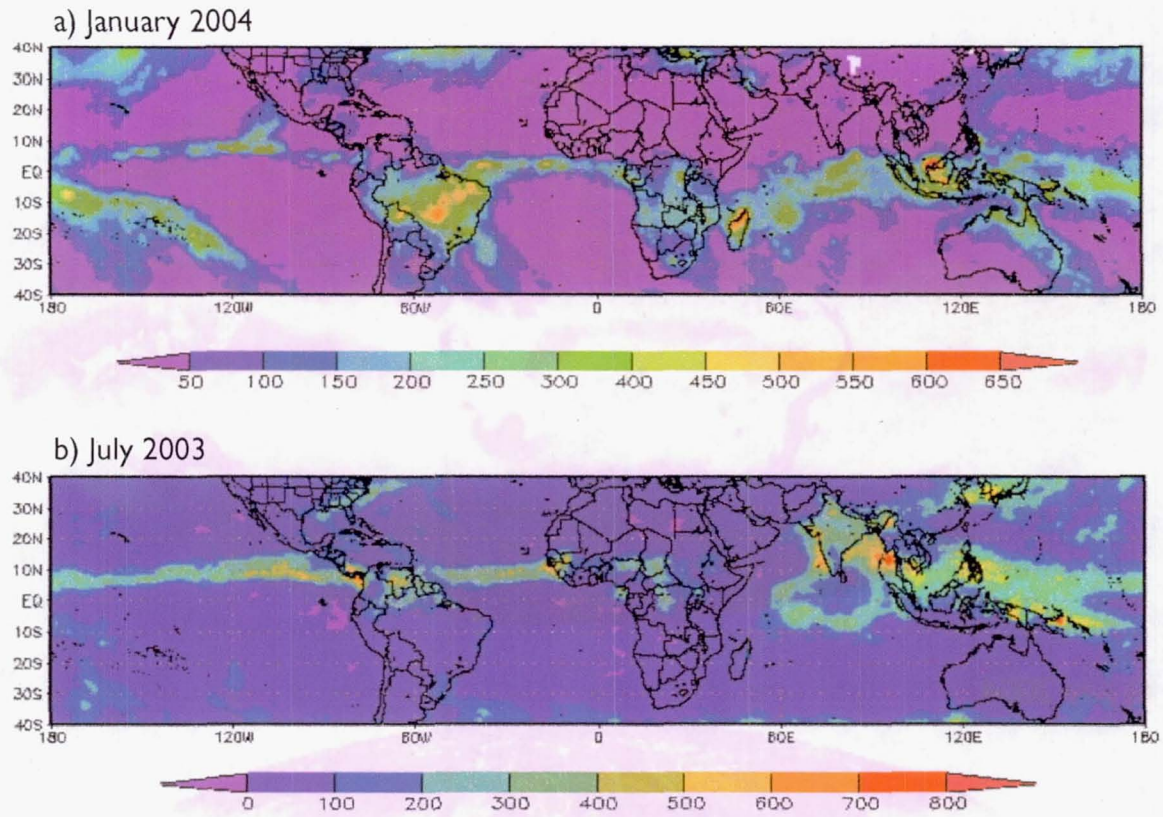 a) January 2004
40N
30N
20N
10N
EQ
10S
20S
30S
40S
180 120W 60W 0 60E 120E 180
50 100 150 200 250 300 400 450 500 550 600 650
b) July 2003
40N
30N
20N
10N
EQ
10S
20S
30S
40S
180 120W 60W 0 60E 120E 180
0 100 200 300 400 500 600 700 800